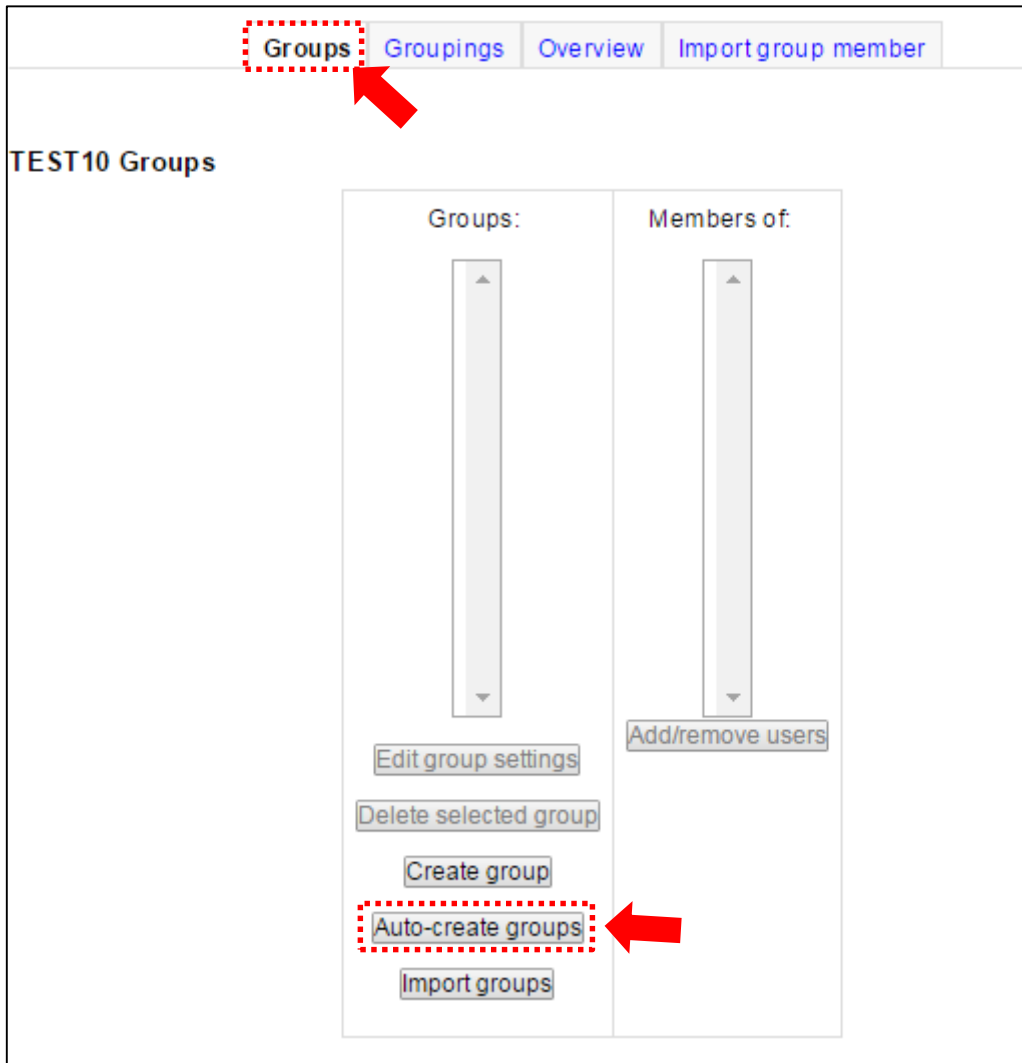 Groups Groupings Overview Import group member
TEST10 Groups
Groups: Members of:
Add/remove users
Edit group settings
Delete selected group
Create group
Auto-create groups
Import groups